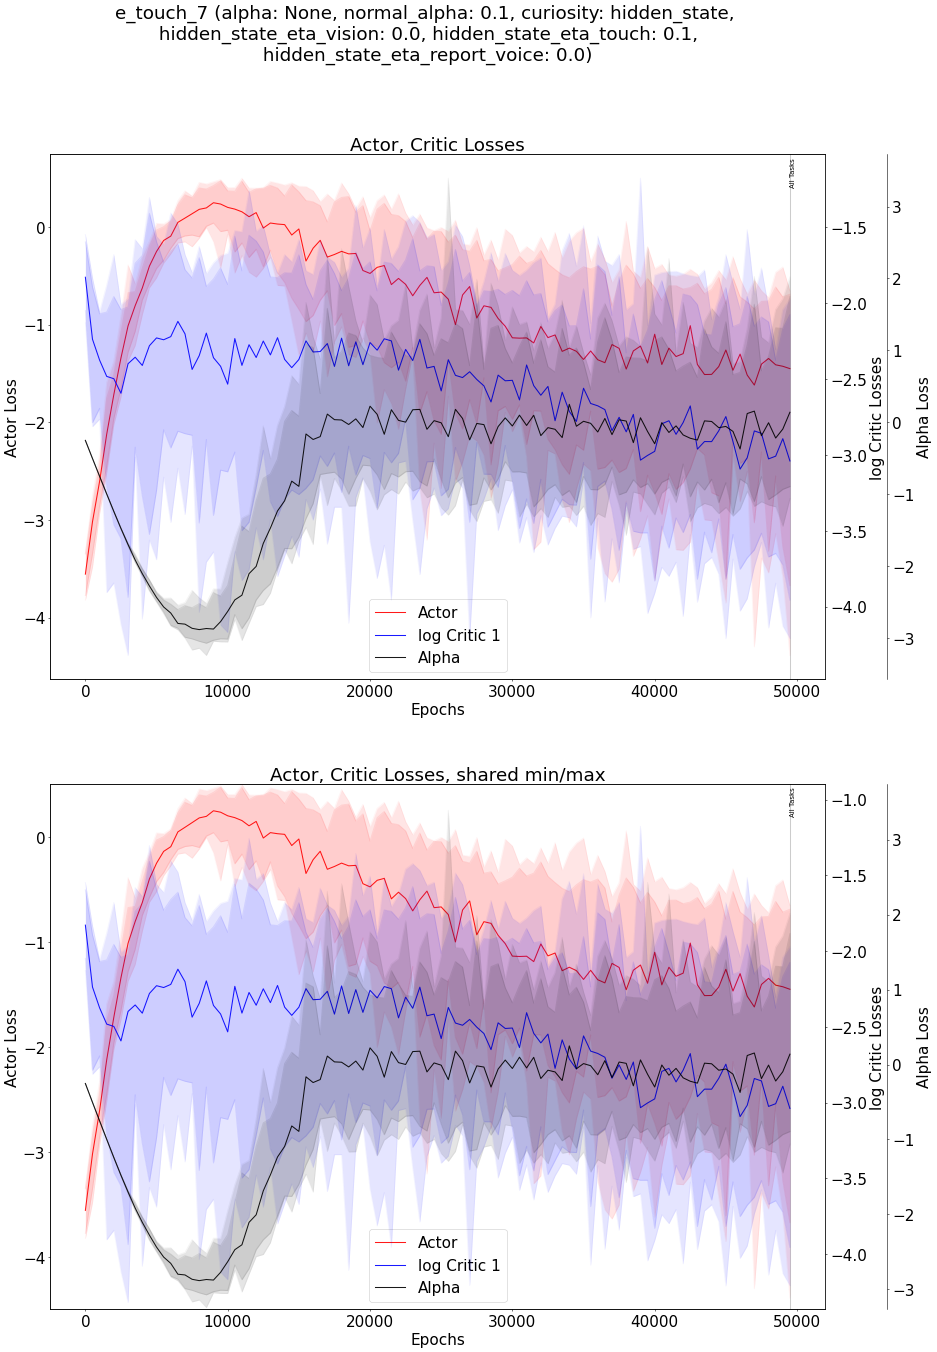 e_touch_7 (alpha: None, normal_alpha: 0.1, curiosity: hidden_state,
hidden_state_eta_vision: 0.0, hidden_state_eta_touch: 0.1,
hidden_state_eta_report_voice: 0.0)
Actor, Critic Losses
All Tasks
0
−1
−2
−3
−4
Actor Loss
−1.5
−2.0
−2.5
−3.0
−3.5
−4.0
log Critic Losses
3
2
1
0
−1
−2
−3
Alpha Loss
Actor
log Critic 1
Alpha
0 10000 20000 30000 40000 50000
Epochs
Actor, Critic Losses, shared min/max
All Tasks
0
−1
−2
−3
−4
Actor Loss
−1.0
−1.5
−2.0
−2.5
−3.0
−3.5
−4.0
log Critic Losses
3
2
1
0
−1
−2
−3
Alpha Loss
Actor
log Critic 1
Alpha
0 10000 20000 30000 40000 50000
Epochs